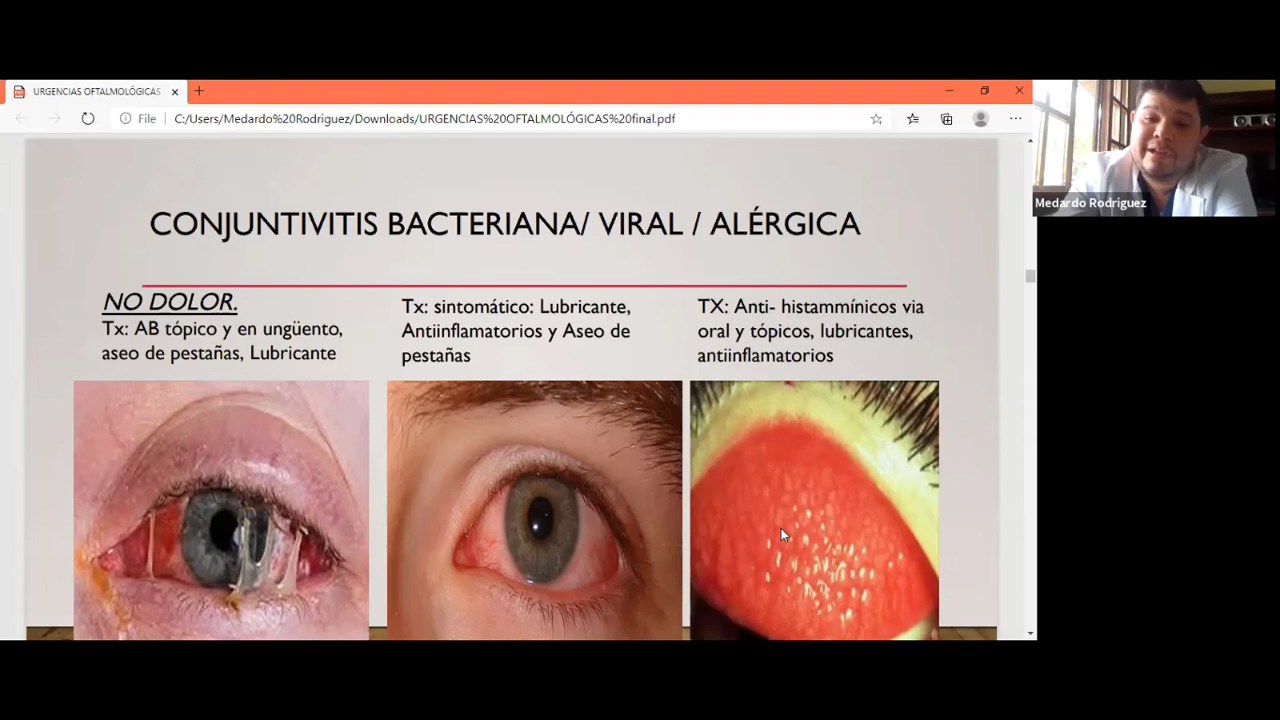 URGENCIAS OFTALMOLÓGICAS
File
C:/Users/Medardo%20Rodriguez/Downloads/URGENCIAS%20OFTALMOLÓGICAS%20final.pdf
Medardo Rodriguez
CONJUNTIVITIS BACTERIANA/ VIRAL / ALÉRGICA
NO DOLOR.
Tx: AB tópico y en ungüento,
aseo de pestañas, Lubricante
Tx: sintomático: Lubricante,
Antiinflamatorios y Aseo de
pestañas
TX: Anti- histammínicos via
oral y tópicos, lubricantes,
antiinflamatorios